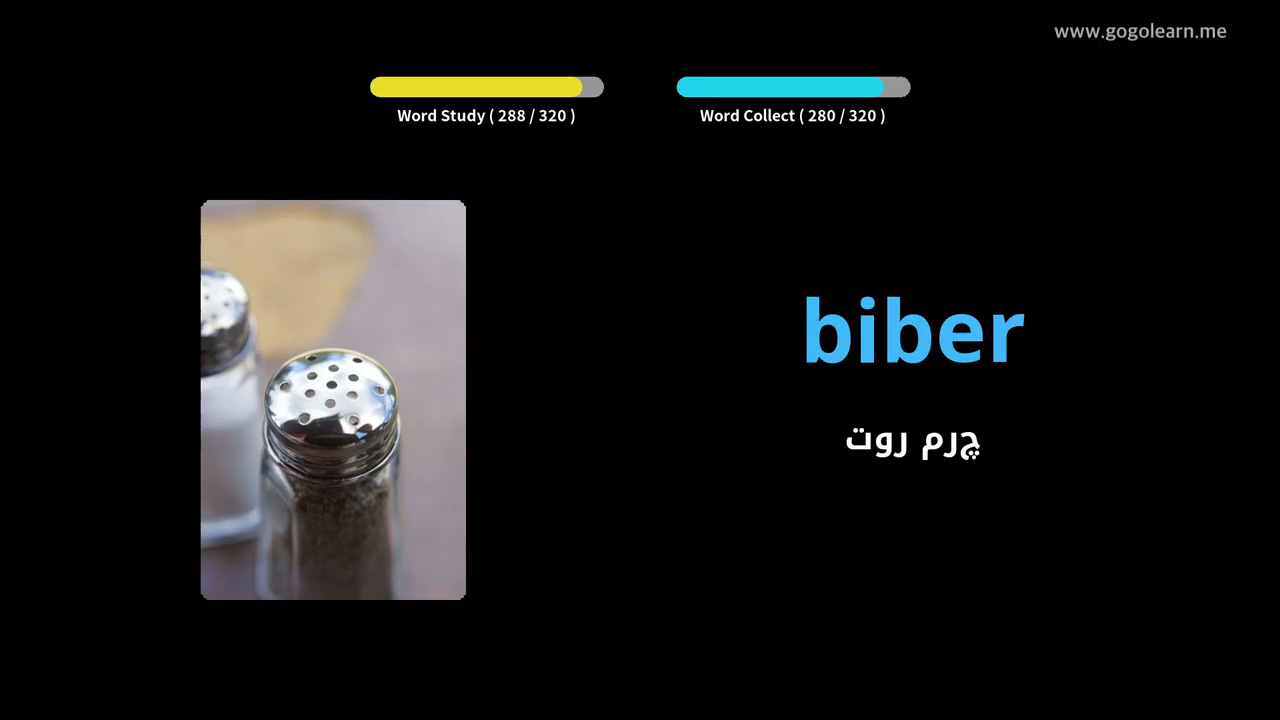 www.gogolearn.me
Word Study ( 288 / 320 )
Word Collect ( 280 / 320 )
biber
چرم روت